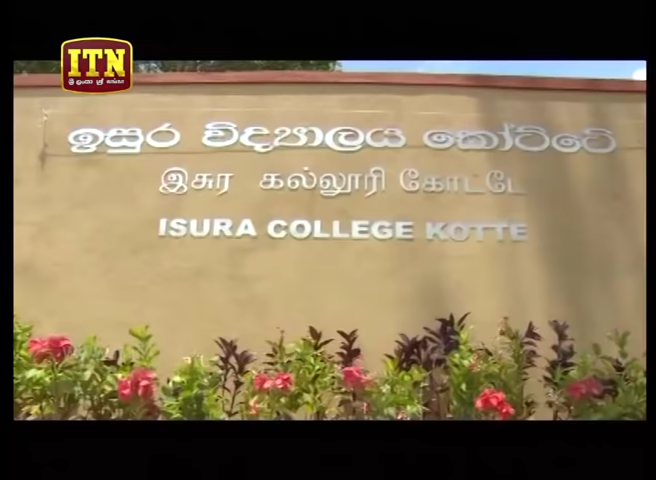 ITN
ශ්‍රී ලංකා
ඉසුර විද්‍යාලය කෝට්ටේ
இசுர கல்லூரி கோட்டே
ISURA COLLEGE KOTTE